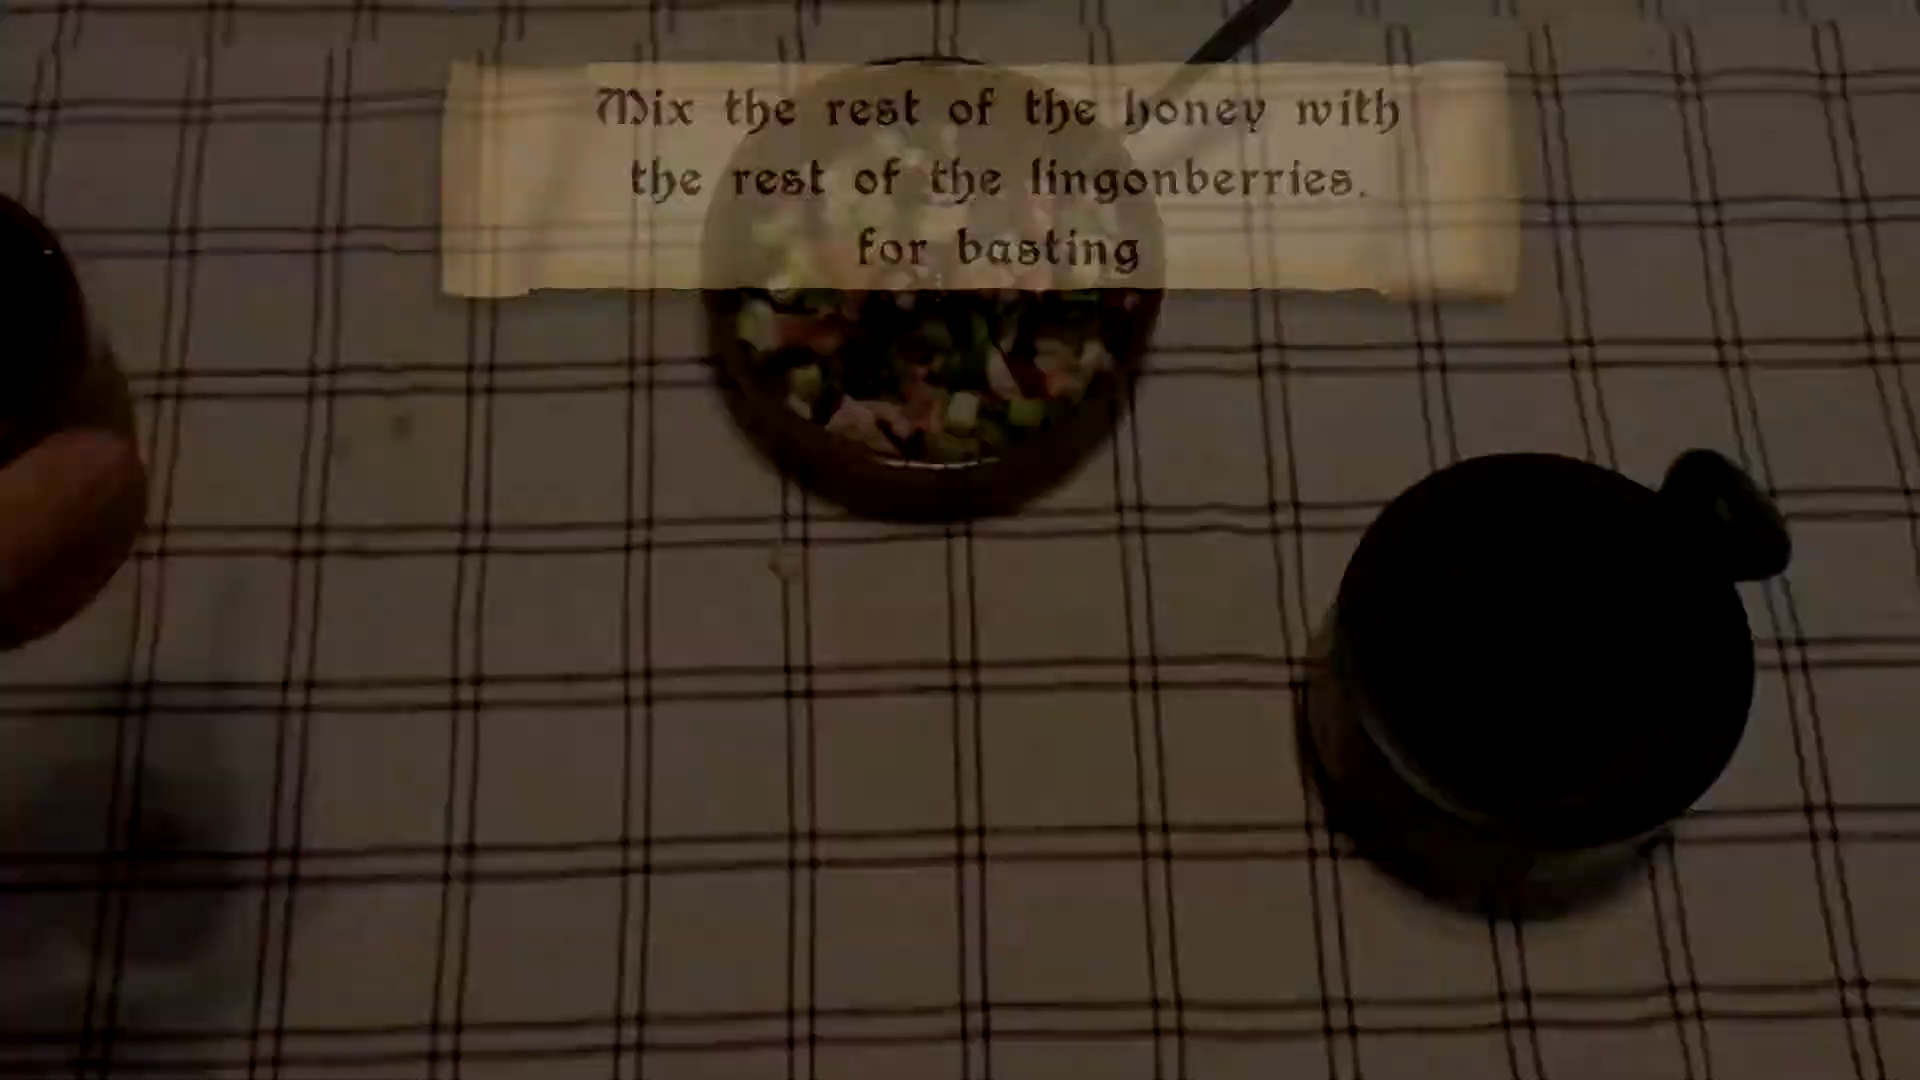 Mix the rest of the honey with
the rest of the lingonberries.
for basting